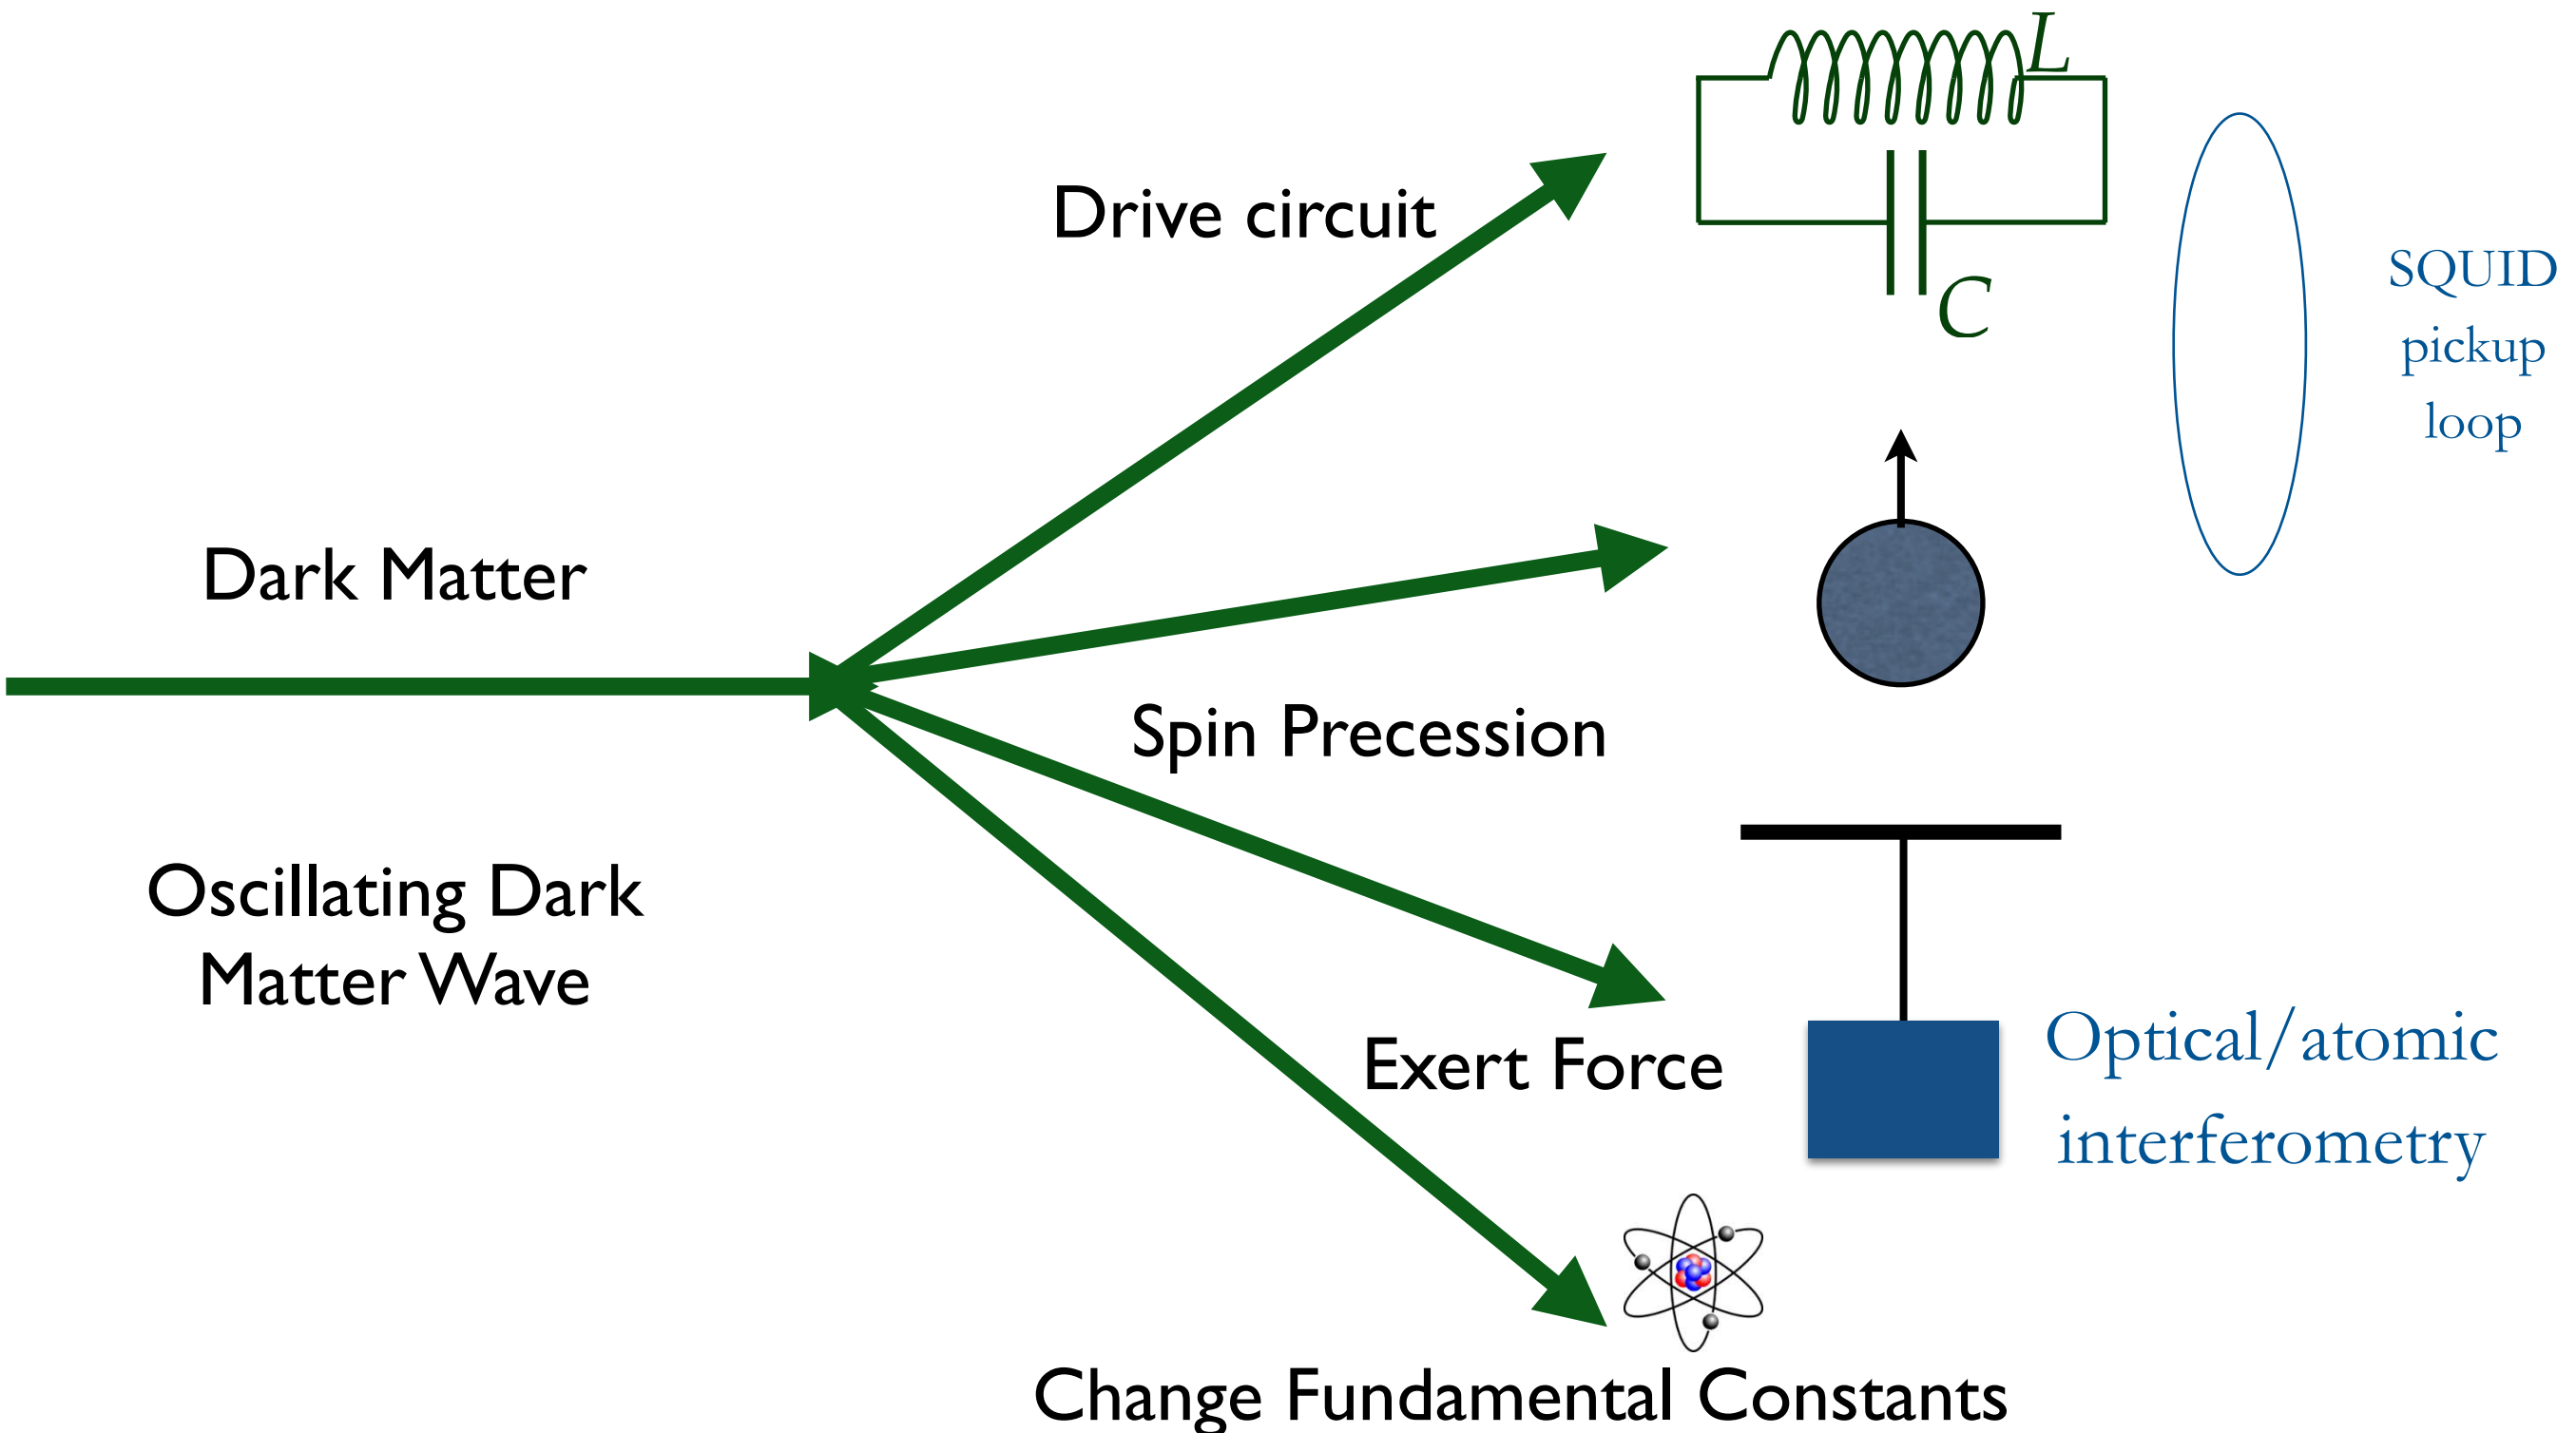 L
Drive circuit
C
SQUID
pickup
loop
Dark Matter
Spin Precession
Oscillating Dark
Matter Wave
Exert Force
Optical/atomic
interferometry
Change Fundamental Constants